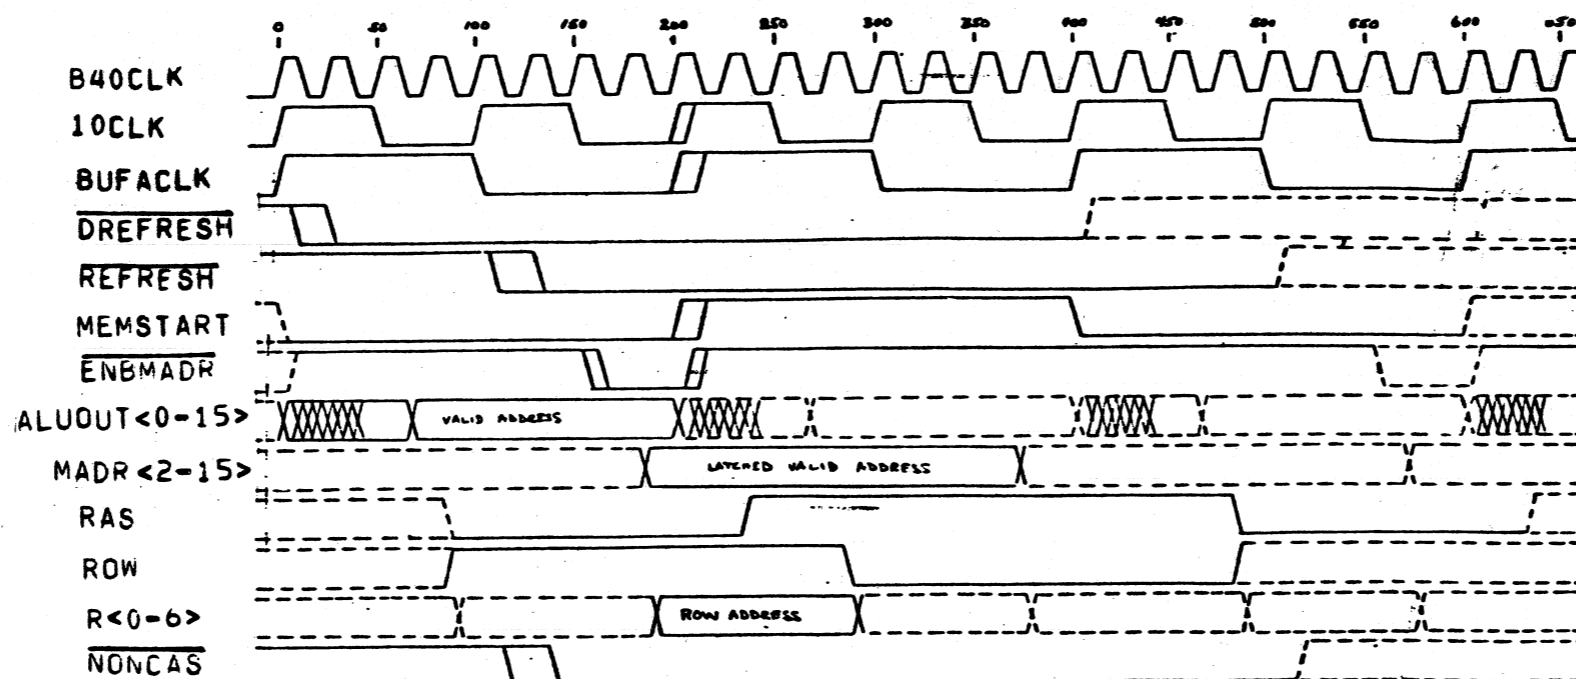 0 50 100 150 200 250 300 350 400 450 500 550 600 650
B40CLK
10CLK
BUFACLK
DREFRESH
REFRESH
MEMSTART
ENBMADR
ALUOUT<0-15> VALID ADDRESS
MADR<2-15> LATCHED VALID ADDRESS
RAS
ROW
R<0-6> ROW ADDRESS
NONCAS